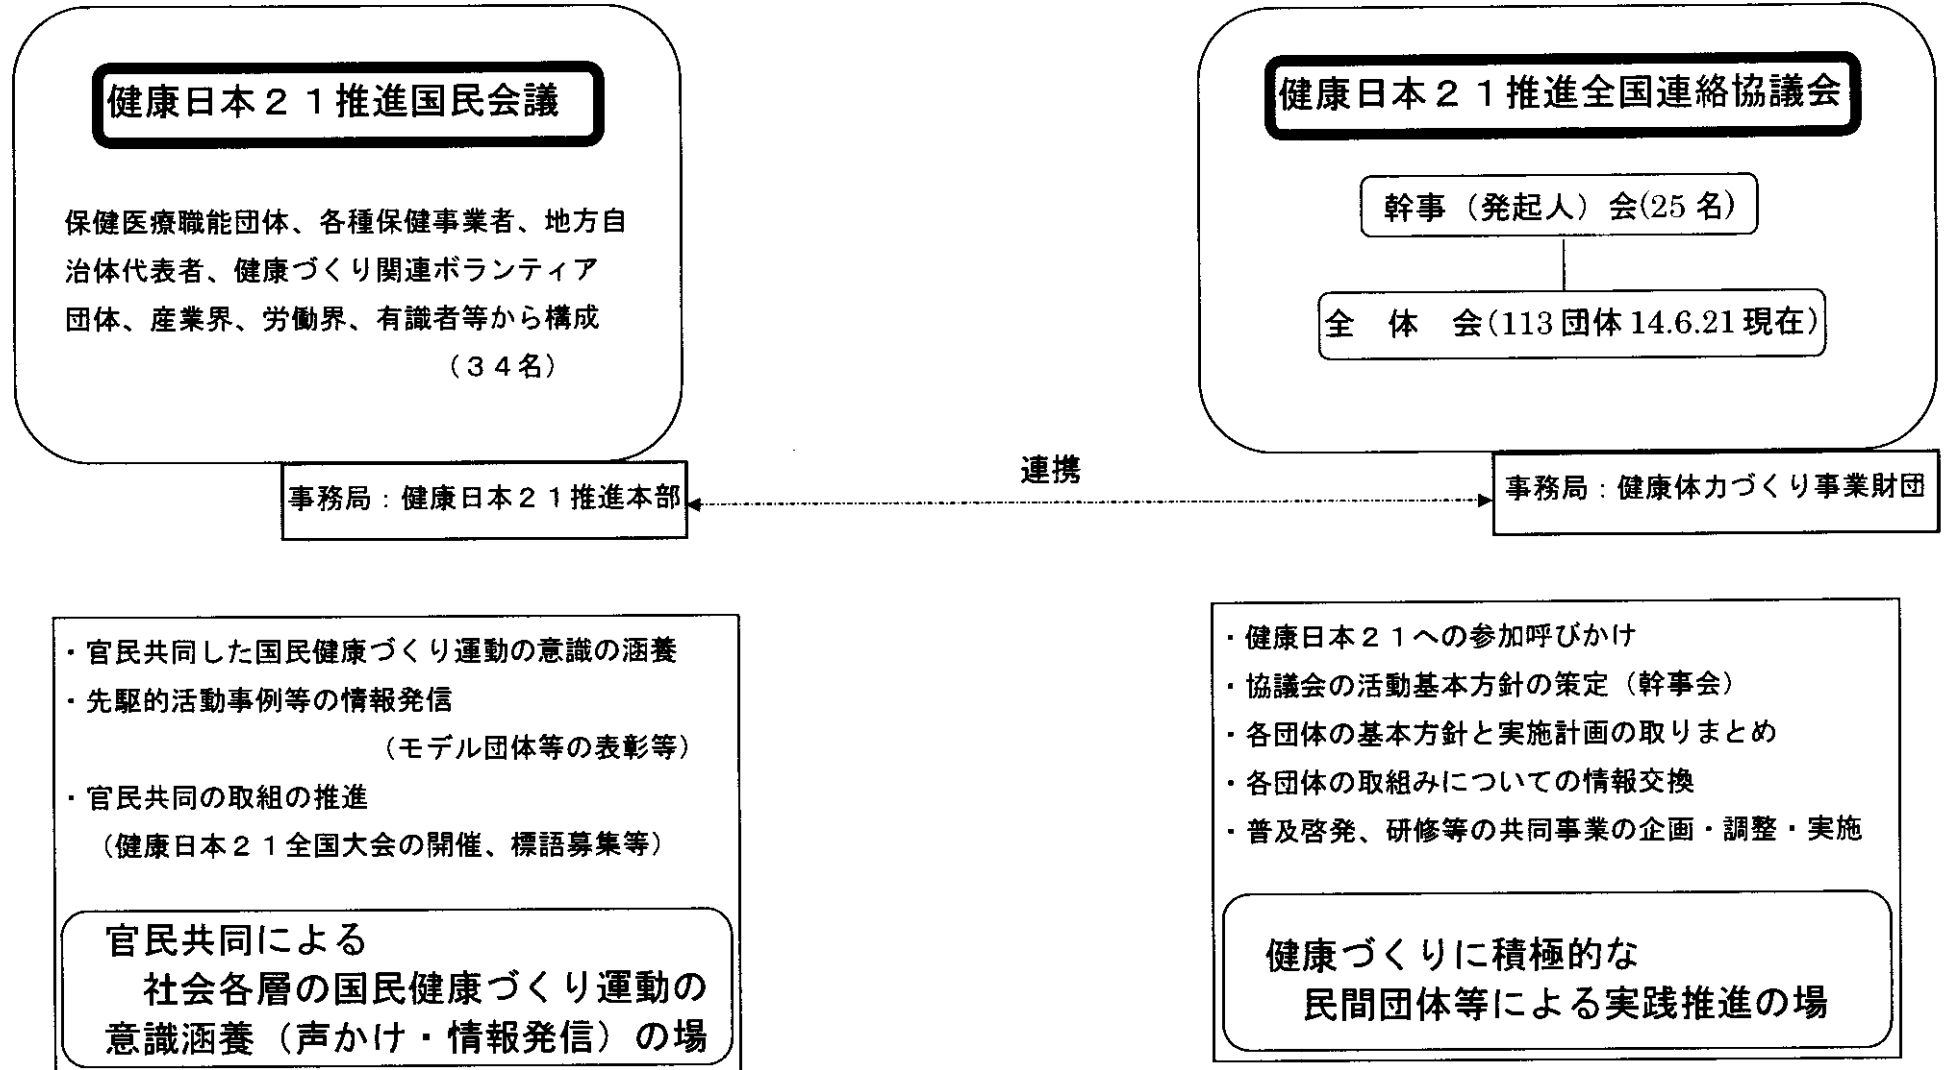 健康日本２１推進国民会議
保健医療職能団体、各種保健事業者、地方自
治体代表者、健康づくり関連ボランティア
団体、産業界、労働界、有識者等から構成
（３４名）
事務局：健康日本２１推進本部
連携
健康日本２１推進全国連絡協議会
幹事（発起人）会(25 名)
全　体　会(113 団体 14.6.21 現在)
事務局：健康体力づくり事業財団
・官民共同した国民健康づくり運動の意識の涵養
・先駆的活動事例等の情報発信
（モデル団体等の表彰等）
・官民共同の取組の推進
（健康日本２１全国大会の開催、標語募集等）
官民共同による
社会各層の国民健康づくり運動の
意識涵養（声かけ・情報発信）の場
・健康日本２１への参加呼びかけ
・協議会の活動基本方針の策定（幹事会）
・各団体の基本方針と実施計画の取りまとめ
・各団体の取組みについての情報交換
・普及啓発、研修等の共同事業の企画・調整・実施
健康づくりに積極的な
民間団体等による実践推進の場